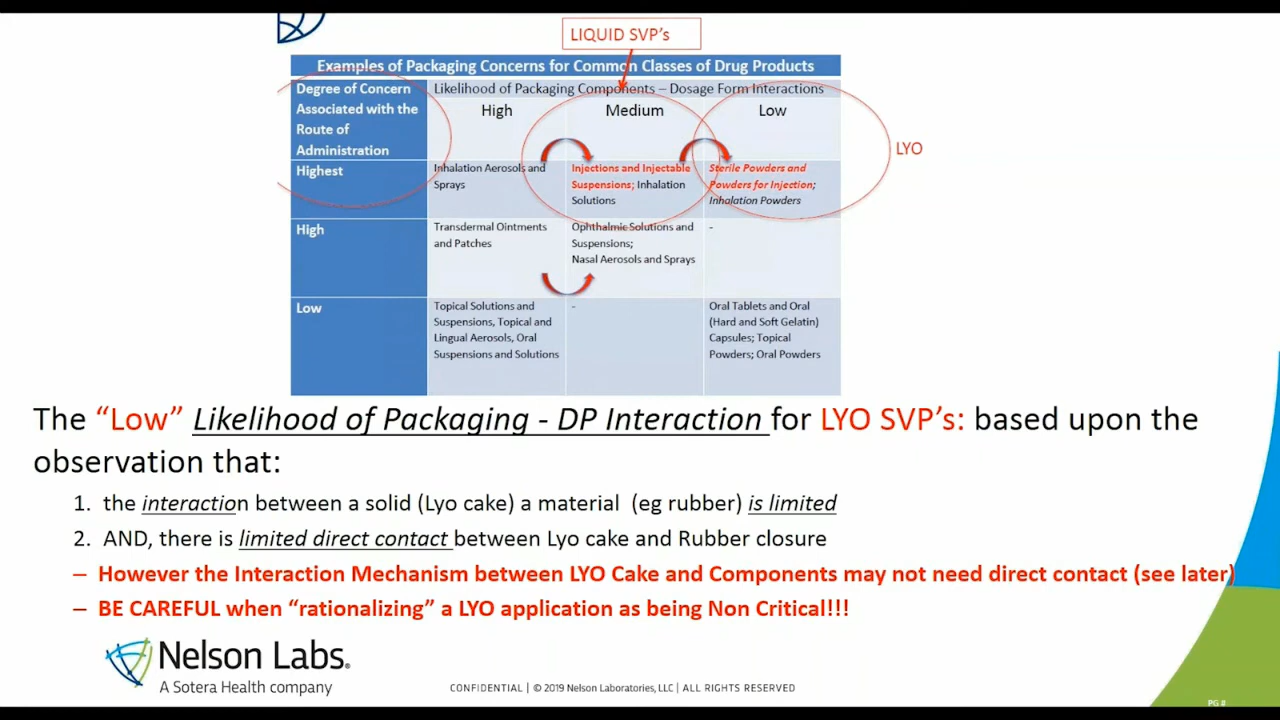 LIQUID SVP's
Examples of Packaging Concerns for Common Classes of Drug Products
Degree of Concern
Associated with the
Route of
Administration
Likelihood of Packaging Components – Dosage Form Interactions
High
Medium
Low
LYO
Highest
Inhalation Aerosols and
Sprays
Injections and Injectable
Suspensions; Inhalation
Solutions
Sterile Powders and
Powders for Injection;
Inhalation Powders
High
Transdermal Ointments
and Patches
Ophthalmic Solutions and
Suspensions;
Nasal Aerosols and Sprays
-
Low
Topical Solutions and
Suspensions, Topical and
Lingual Aerosols, Oral
Suspensions and Solutions
-
Oral Tablets and Oral
(Hard and Soft Gelatin)
Capsules; Topical
Powders; Oral Powders
The “Low” Likelihood of Packaging - DP Interaction for LYO SVP's: based upon the
observation that:
1. the interaction between a solid (Lyo cake) a material (eg rubber) is limited
2. AND, there is limited direct contact between Lyo cake and Rubber closure
– However the Interaction Mechanism between LYO Cake and Components may not need direct contact (see later)
– BE CAREFUL when “rationalizing” a LYO application as being Non Critical!!!
Nelson Labs®
A Sotera Health company
CONFIDENTIAL | © 2019 Nelson Laboratories, LLC | ALL RIGHTS RESERVED
PG #